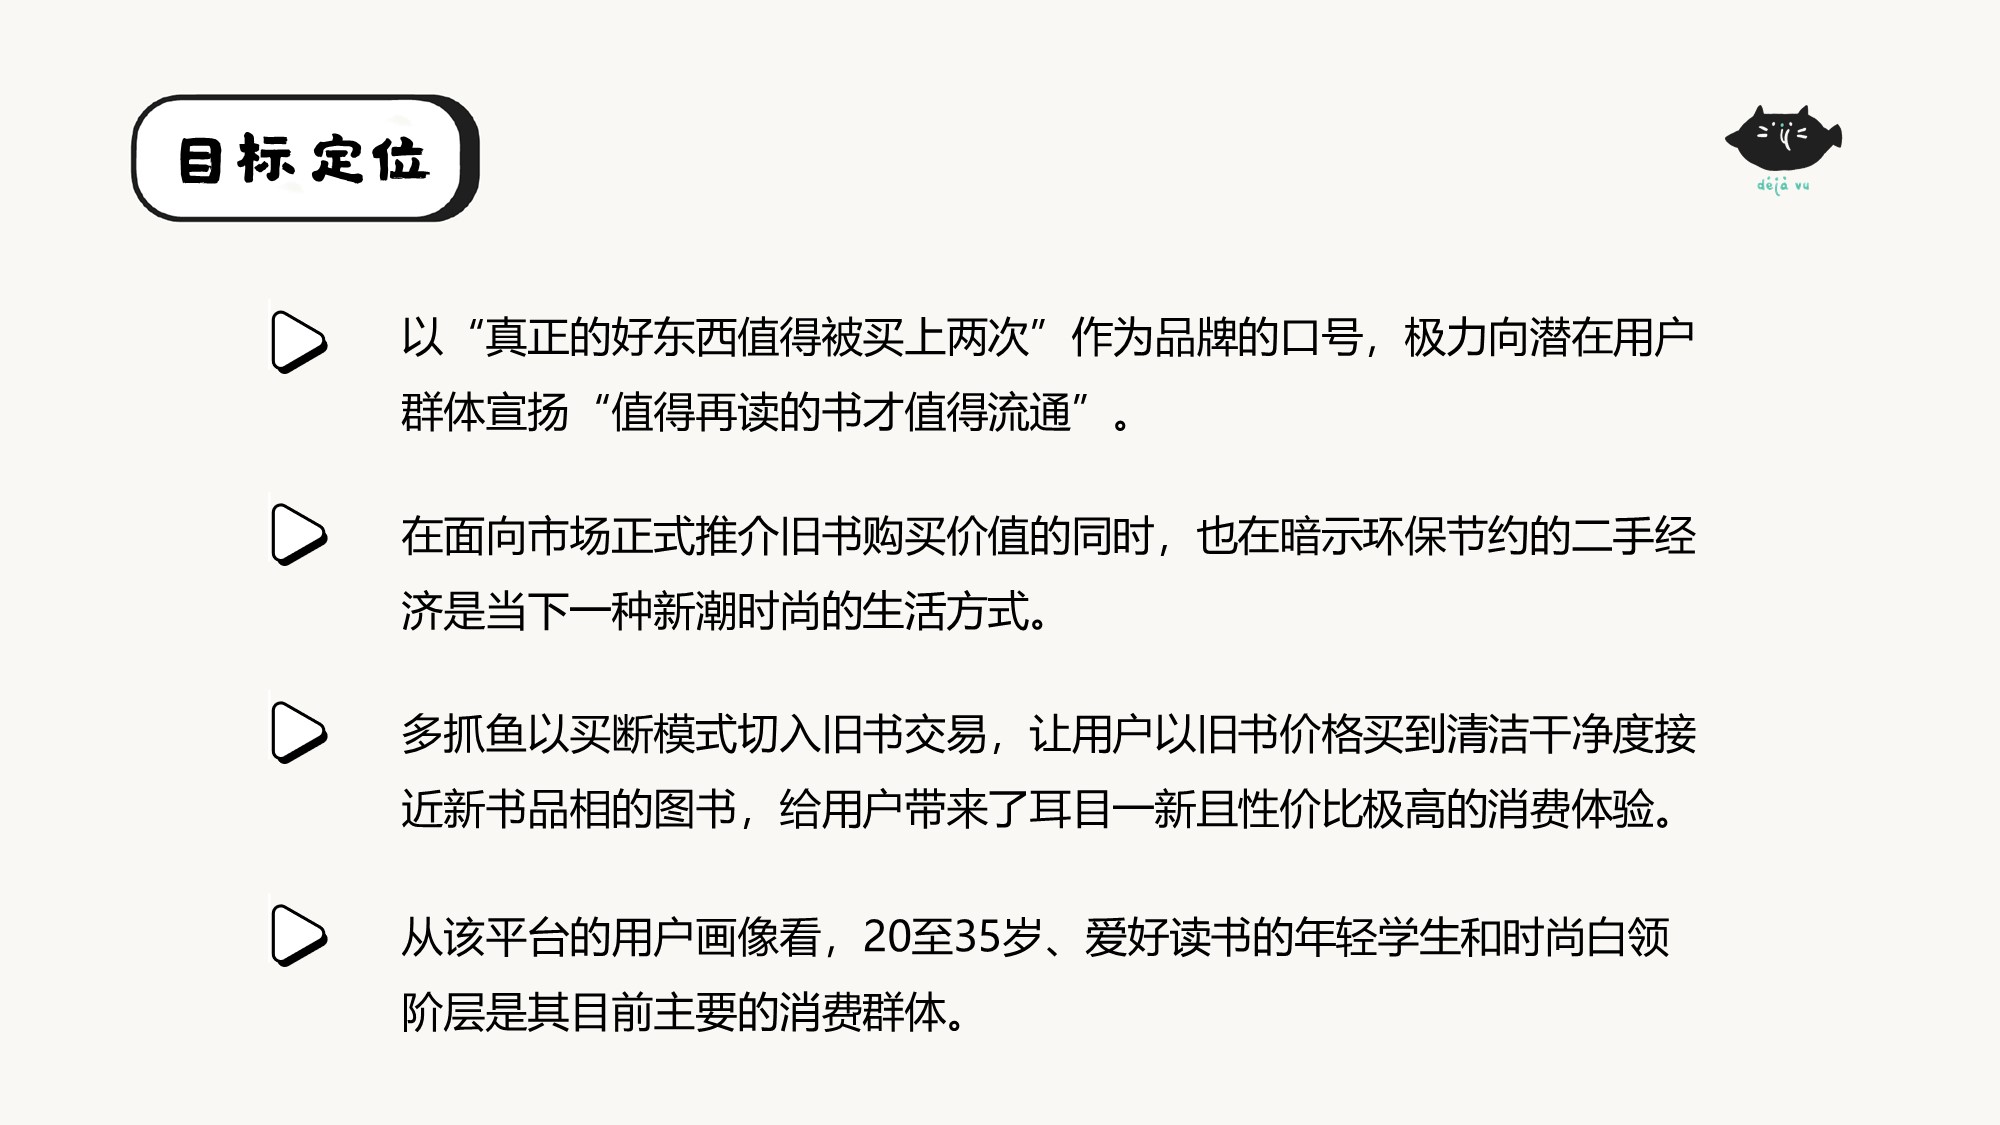 目标定位
déjà vu
以“真正的好东西值得被买上两次”作为品牌的口号，极力向潜在用户
群体宣扬“值得再读的书才值得流通”。
在面向市场正式推介旧书购买价值的同时，也在暗示环保节约的二手经
济是当下一种新潮时尚的生活方式。
多抓鱼以买断模式切入旧书交易，让用户以旧书价格买到清洁干净度接
近新书品相的图书，给用户带来了耳目一新且性价比极高的消费体验。
从该平台的用户画像看，20至35岁、爱好读书的年轻学生和时尚白领
阶层是其目前主要的消费群体。